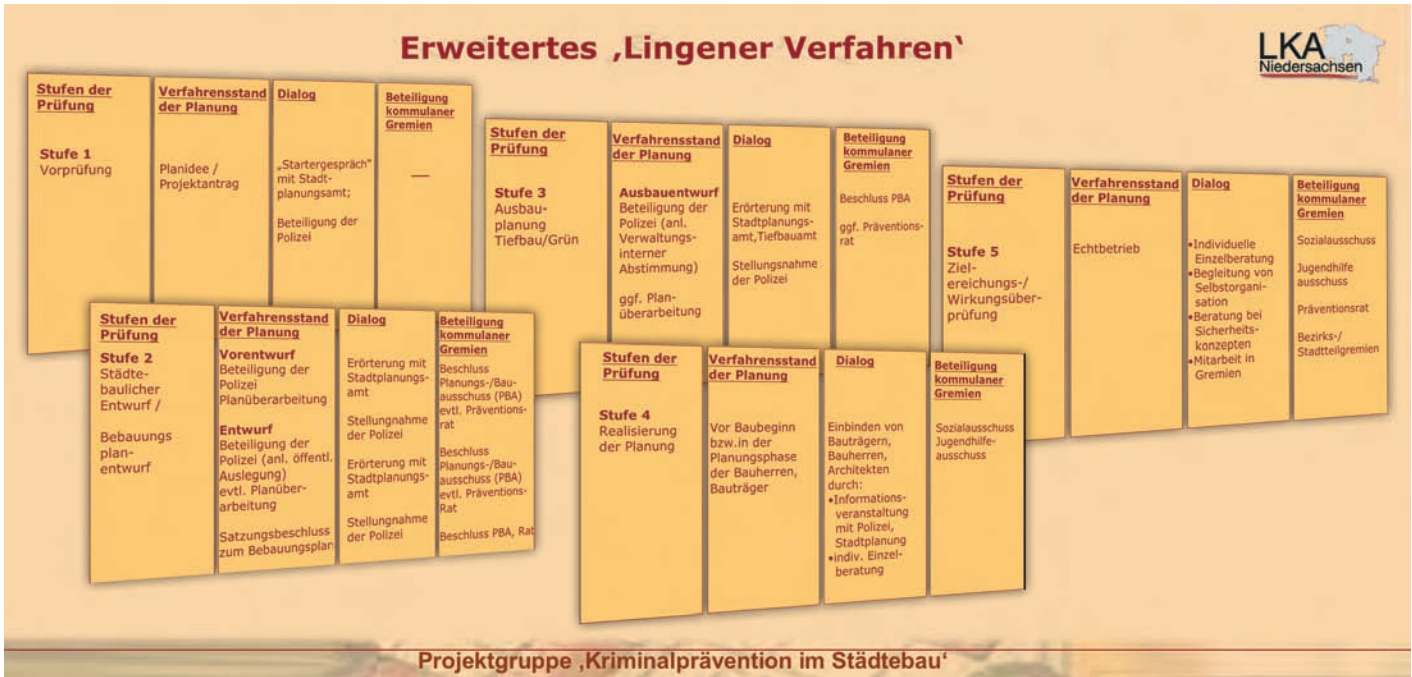 Erweitertes ‚Lingener Verfahren‘
LKA
Niedersachsen
Stufen der
Prüfung
Stufe 1
Vorprüfung
Verfahrensstand
der Planung
Planidee /
Projektantrag
Dialog
„Startergespräch"
mit Stadt-
planungsamt;
Beteiligung der
Polizei
Beteiligung
kommulaner
Gremien
—
Stufen der
Prüfung
Stufe 2
Städte-
baulicher
Entwurf /
Bebauungs
plan-
entwurf
Verfahrensstand
der Planung
Vorentwurf
Beteiligung der
Polizei
Planüberarbeitung
Entwurf
Beteiligung der
Polizei (anl. öffentl.
Auslegung)
evtl. Planüber-
arbeitung
Satzungsbeschluss
zum Bebauungsplan
Dialog
Erörterung mit
Stadtplanungs-
amt
Stellungnahme
der Polizei
Erörterung mit
Stadtplanungs-
amt
Stellungnahme
der Polizei
Beteiligung
kommulaner
Gremien
Beschluss
Planungs-/Bau-
ausschuss (PBA)
evtl. Präventions-
rat
Beschluss
Planungs-/Bau-
ausschuss (PBA)
evtl. Präventions-
Rat
Beschluss PBA, Rat
Stufen der
Prüfung
Stufe 3
Ausbau-
planung
Tiefbau/Grün
Verfahrensstand
der Planung
Ausbauentwurf
Beteiligung der
Polizei (anl.
Verwaltungs-
interner
Abstimmung)
ggf. Plan-
überarbeitung
Dialog
Erörterung mit
Stadtplanungs-
amt,Tiefbauamt
Stellungsnahme
der Polizei
Beteiligung
kommulaner
Gremien
Beschluss PBA
ggf. Präventions-
rat
Stufen der
Prüfung
Stufe 4
Realisierung
der Planung
Verfahrensstand
der Planung
Vor Baubeginn
bzw.in der
Planungsphase
der Bauherren,
Bauträger
Dialog
Einbinden von
Bauträgern,
Bauherren,
Architekten
durch:
•Informations-
veranstaltung
mit Polizei,
Stadtplanung
•indiv. Einzel-
beratung
Beteiligung
kommulaner
Gremien
Sozialausschuss
Jugendhilfe-
ausschuss
Stufen der
Prüfung
Stufe 5
Ziel-
ereichungs-/
Wirkungsüber-
prüfung
Verfahrensstand
der Planung
Echtbetrieb
Dialog
•Individuelle
Einzelberatung
•Begleitung von
Selbstorgani-
sation
•Beratung bei
Sicherheits-
konzepten
•Mitarbeit in
Gremien
Beteiligung
kommulaner
Gremien
Sozialausschuss
Jugendhilfe
ausschuss
Präventionsrat
Bezirks-/
Stadtteilgremien
Projektgruppe ‚Kriminalprävention im Städtebau‘